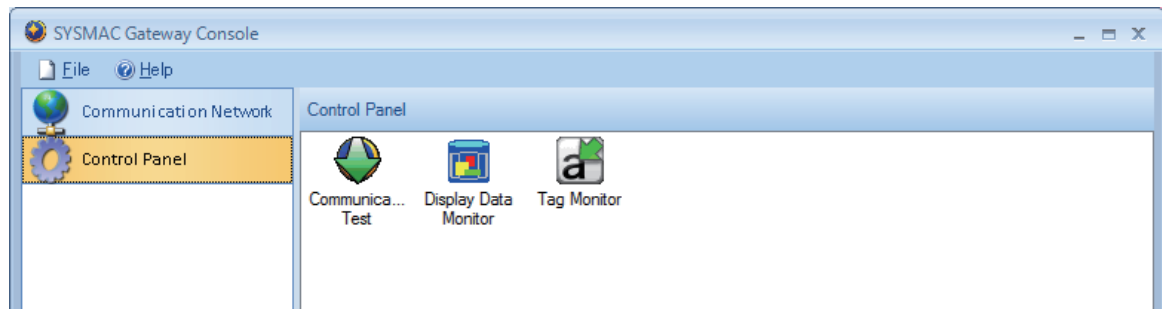 SYSMAC Gateway Console
File Help
Communication Network
Control Panel
Control Panel
Communica... Display Data Tag Monitor
Test Monitor